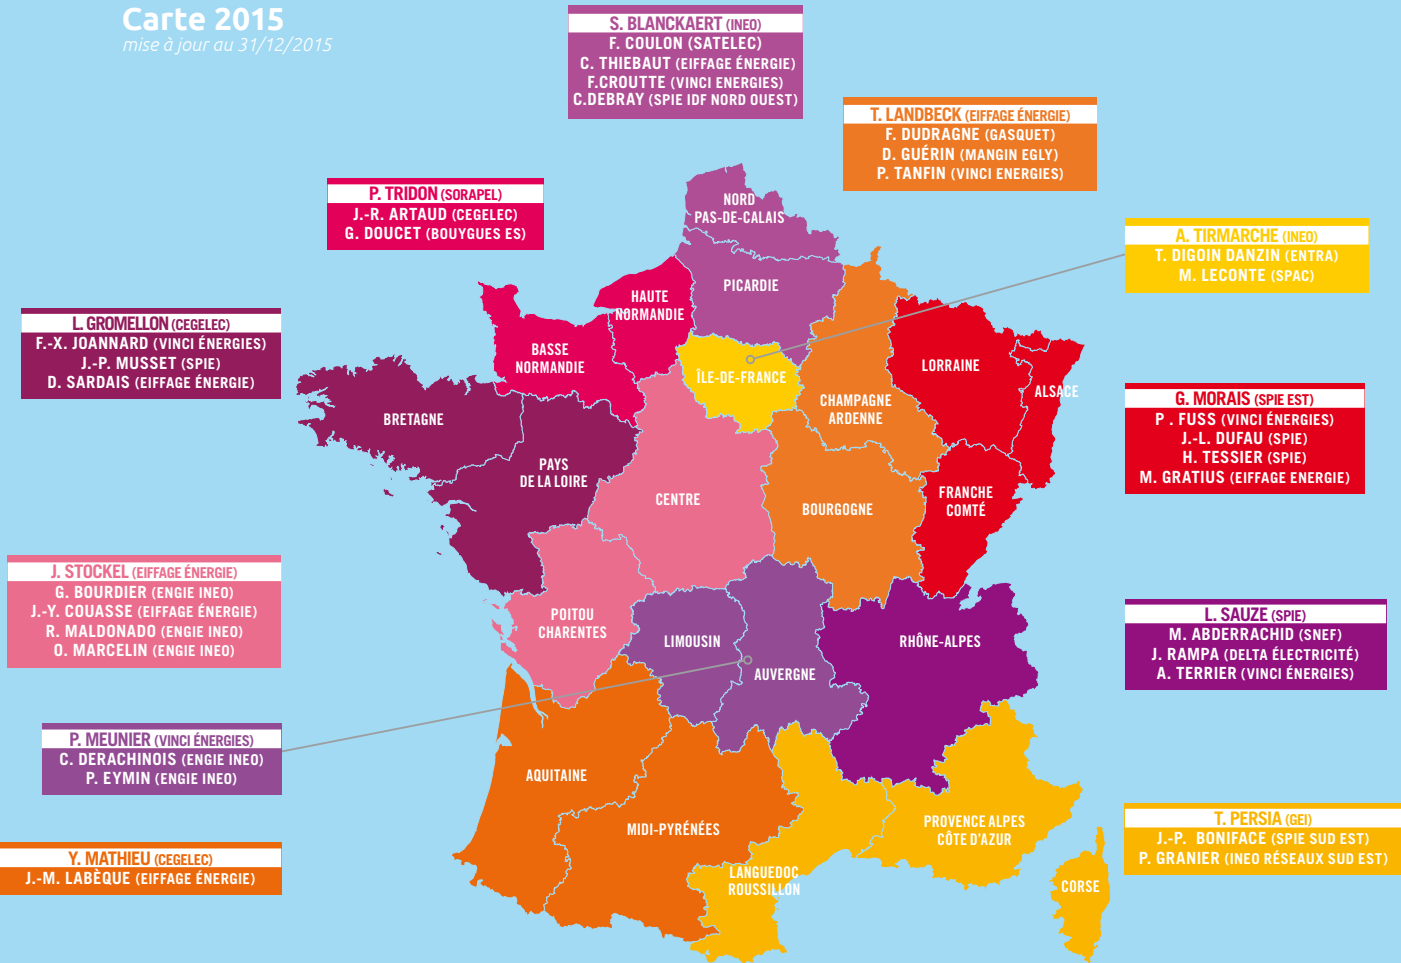 Carte 2015
mise à jour au 31/12/2015
S. BLANCKAERT (INEO)
F. COULON (SATELEC)
C. THIEBAUT (EIFFAGE ÉNERGIE)
F.CROUTTE (VINCI ENERGIES)
C.DEBRAY (SPIE IDF NORD OUEST)
T. LANDBECK (EIFFAGE ÉNERGIE)
F. DUDRAGNE (GASQUET)
D. GUÉRIN (MANGIN EGLY)
P. TANFIN (VINCI ENERGIES)
P. TRIDON (SORAPEL)
J.-R. ARTAUD (CEGELEC)
G. DOUCET (BOUYGUES ES)
A. TIRMARCHE (INEO)
T. DIGOIN DANZIN (ENTRA)
M. LECONTE (SPAC)
L. GROMELLON (CEGELEC)
F.-X. JOANNARD (VINCI ÉNERGIES)
J.-P. MUSSET (SPIE)
D. SARDAIS (EIFFAGE ÉNERGIE)
G. MORAIS (SPIE EST)
P . FUSS (VINCI ÉNERGIES)
J.-L. DUFAU (SPIE)
H. TESSIER (SPIE)
M. GRATIUS (EIFFAGE ENERGIE)
J. STOCKEL (EIFFAGE ÉNERGIE)
G. BOURDIER (ENGIE INEO)
J.-Y. COUASSE (EIFFAGE ÉNERGIE)
R. MALDONADO (ENGIE INEO)
O. MARCELIN (ENGIE INEO)
L. SAUZE (SPIE)
M. ABDERRACHID (SNEF)
J. RAMPA (DELTA ÉLECTRICITÉ)
A. TERRIER (VINCI ÉNERGIES)
P. MEUNIER (VINCI ÉNERGIES)
C. DERACHINOIS (ENGIE INEO)
P. EYMIN (ENGIE INEO)
T. PERSIA (GEI)
J.-P. BONIFACE (SPIE SUD EST)
P. GRANIER (INEO RÉSEAUX SUD EST)
Y. MATHIEU (CEGELEC)
J.-M. LABÈQUE (EIFFAGE ÉNERGIE)
NORD
PAS-DE-CALAIS
PICARDIE
HAUTE
NORMANDIE
BASSE
NORMANDIE
ÎLE-DE-FRANCE
CHAMPAGNE
ARDENNE
LORRAINE
ALSACE
BRETAGNE
PAYS
DE LA LOIRE
CENTRE
BOURGOGNE
FRANCHE
COMTÉ
POITOU
CHARENTES
LIMOUSIN
AUVERGNE
RHÔNE-ALPES
AQUITAINE
MIDI-PYRÉNÉES
LANGUEDOC
ROUSSILLON
PROVENCE ALPES
CÔTE D'AZUR
CORSE